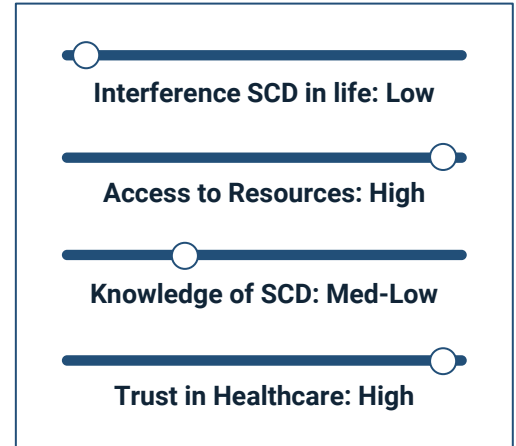 Interference SCD in life: Low
Access to Resources: High
Knowledge of SCD: Med-Low
Trust in Healthcare: High